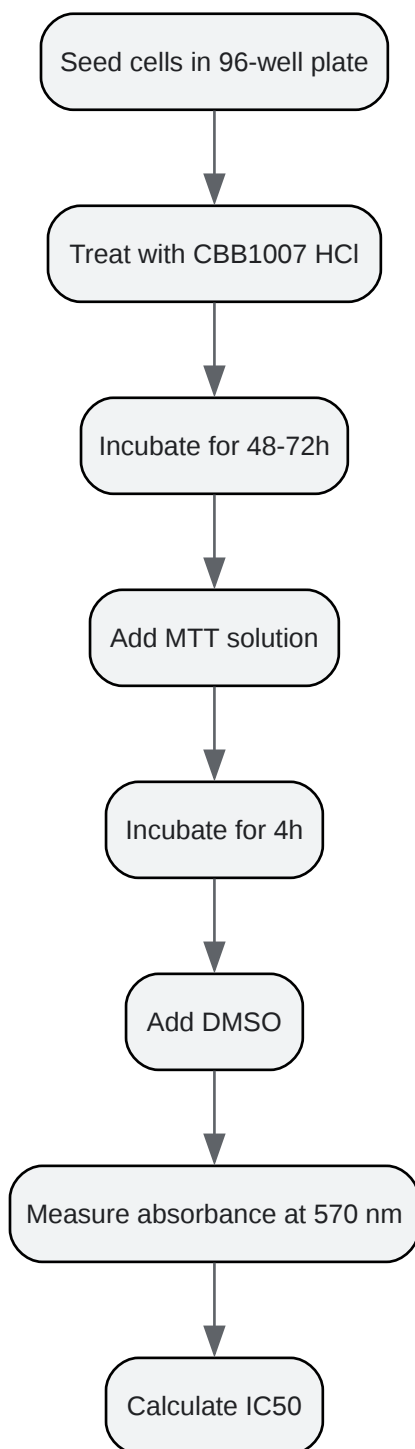 Seed cells in 96-well plate
Treat with CBB1007 HCl
Incubate for 48-72h
Add MTT solution
Incubate for 4h
Add DMSO
Measure absorbance at 570 nm
Calculate IC50